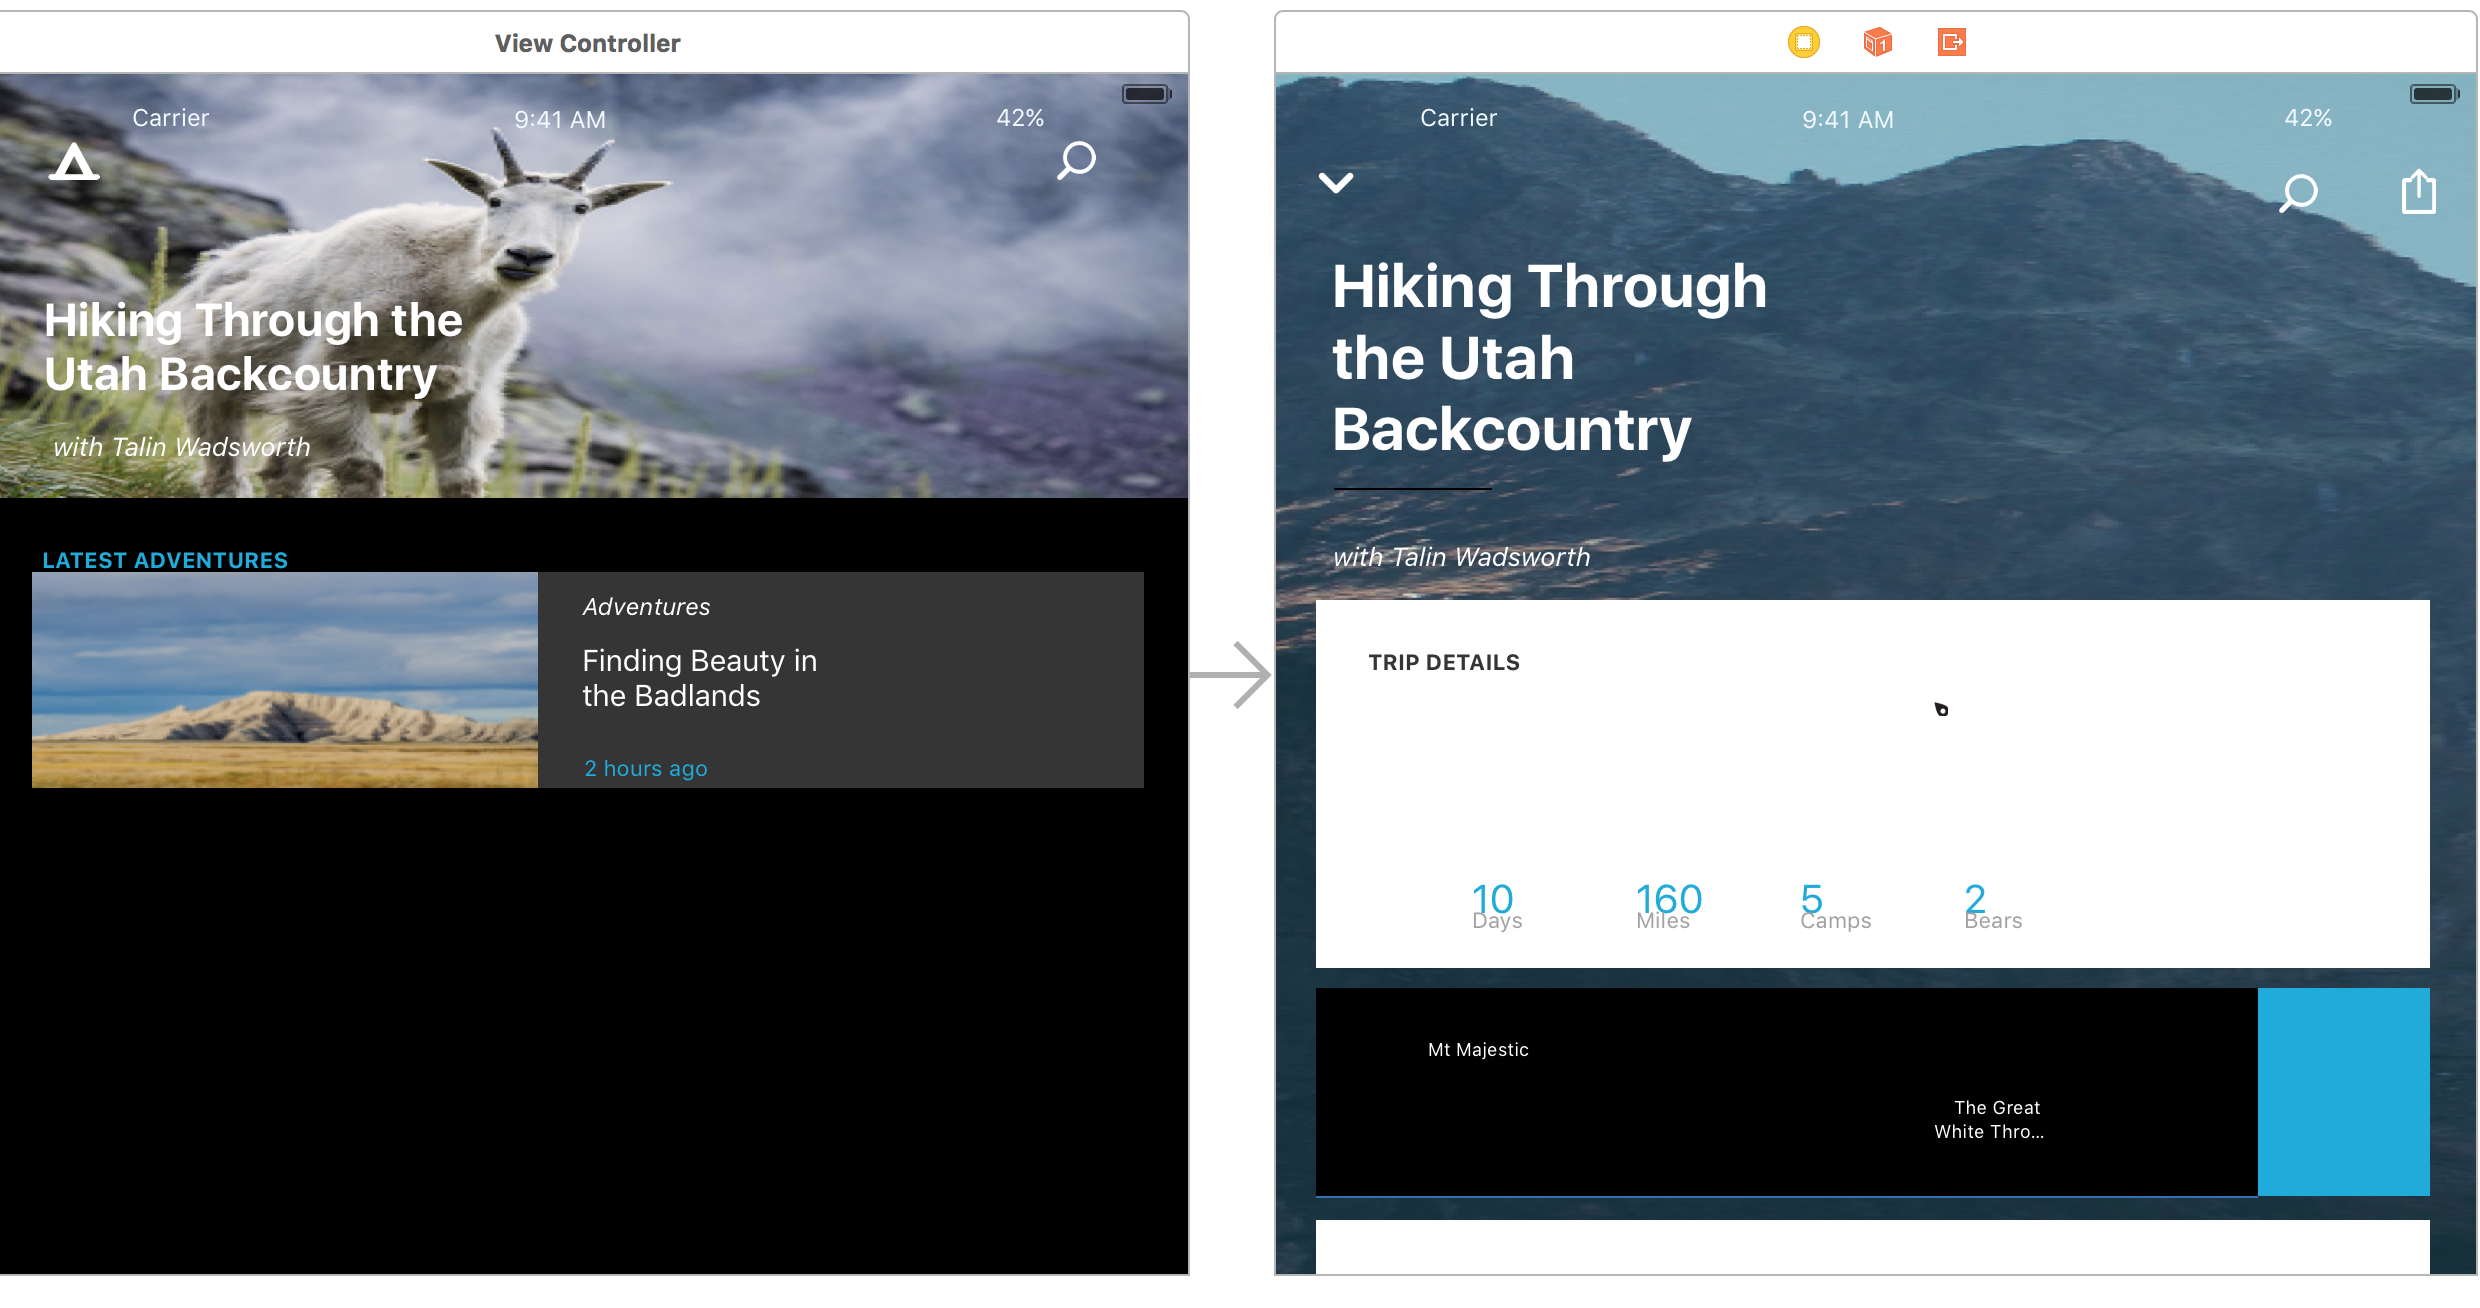 View Controller
Carrier
9:41 AM
42%
Hiking Through the
Utah Backcountry
with Talin Wadsworth
LATEST ADVENTURES
Adventures
Finding Beauty in
the Badlands
2 hours ago
1
Carrier
9:41 AM
42%
Hiking Through
the Utah
Backcountry
with Talin Wadsworth
TRIP DETAILS
10
Days
160
Miles
5
Camps
2
Bears
Mt Majestic
The Great
White Thro...